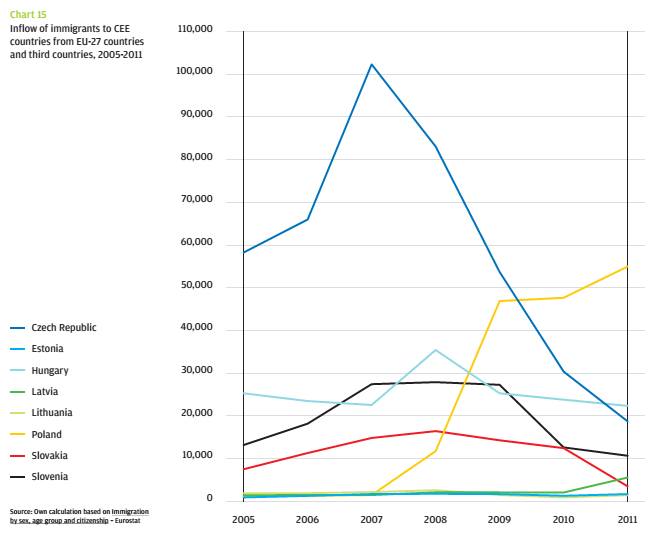 Chart 15
Inflow of immigrants to CEE
countries from EU-27 countries
and third countries, 2005-2011
110,000
100,000
90,000
80,000
70,000
60,000
50,000
40,000
30,000
20,000
10,000
0
Czech Republic
Estonia
Hungary
Latvia
Lithuania
Poland
Slovakia
Slovenia
2005 2006 2007 2008 2009 2010 2011
Source: Own calculation based on Immigration
by sex, age group and citizenship – Eurostat